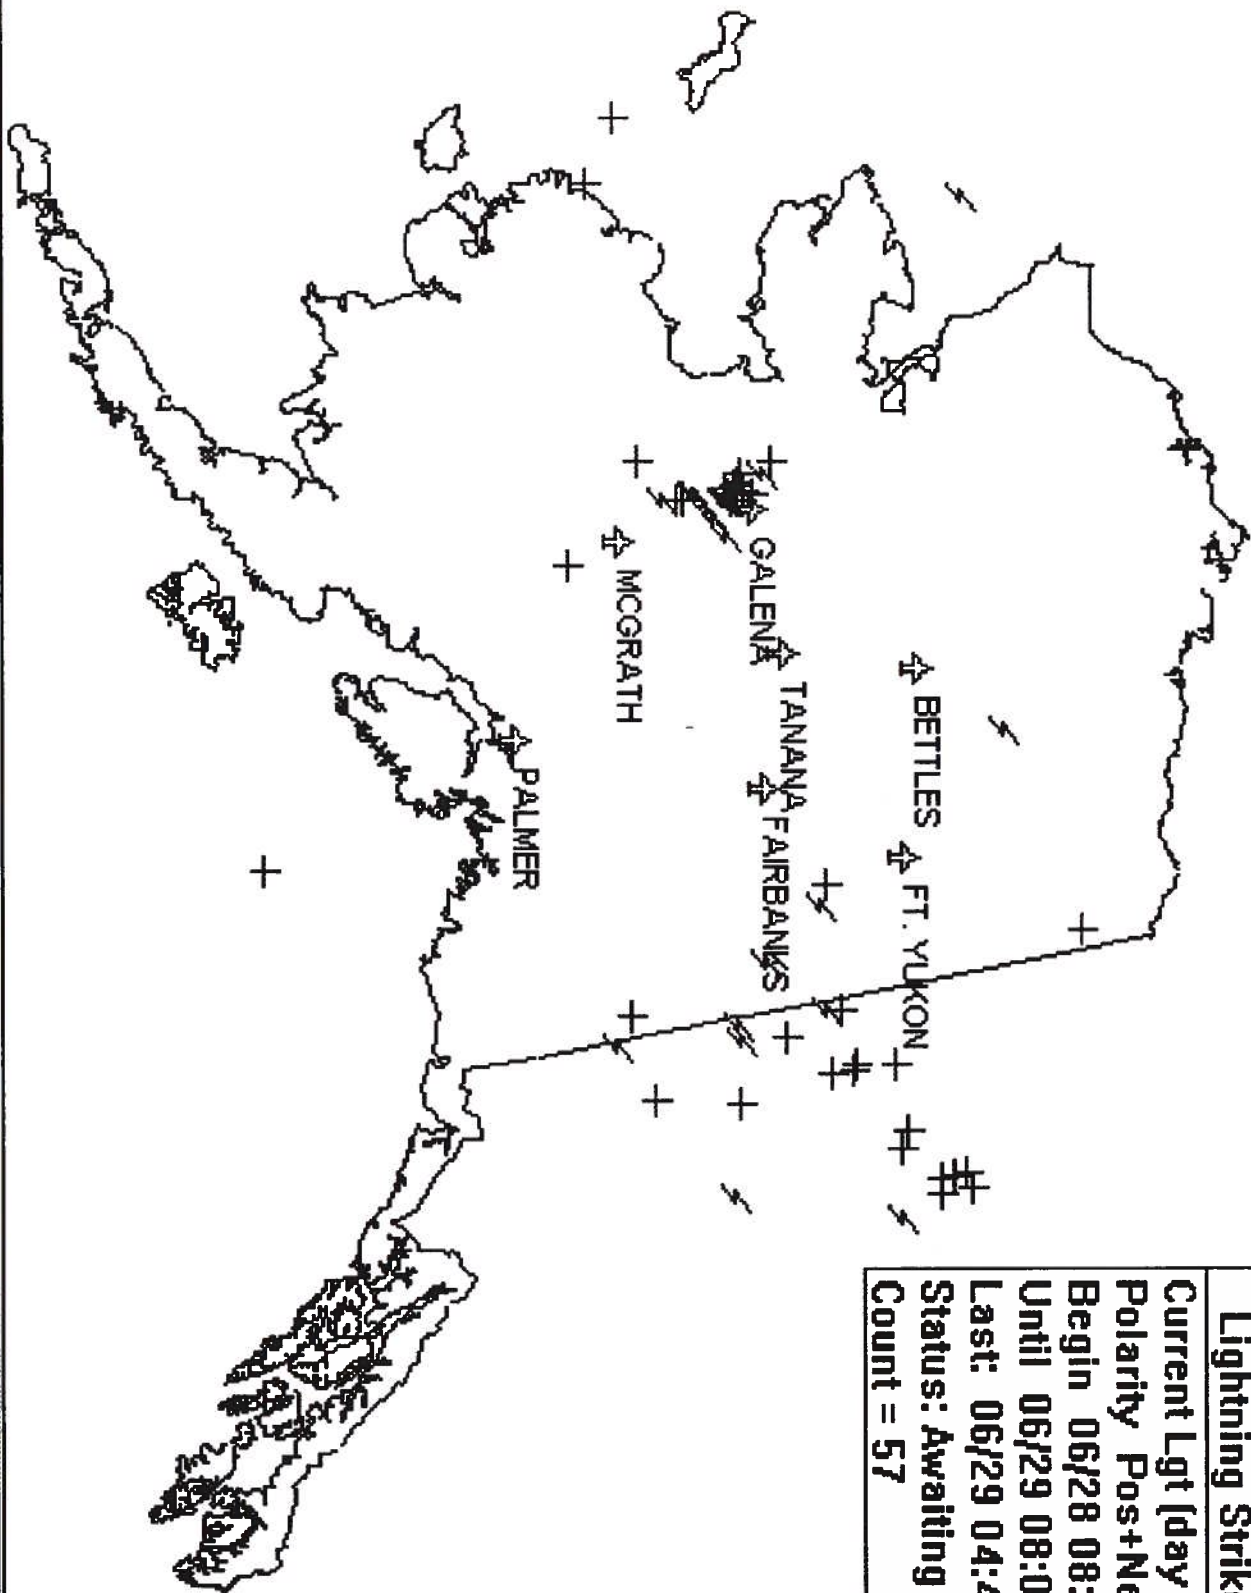 Lightning Strik
Current Lgt (day
Polarity Pos+Ne
Begin 06/28 08:
Until 06/29 08:0
Last: 06/29 04:4
Status: Awaiting
Count = 57
BETTLES
FT. YUKON
GALENA
TANANA
FAIRBANKS
MCGRATH
PALMER